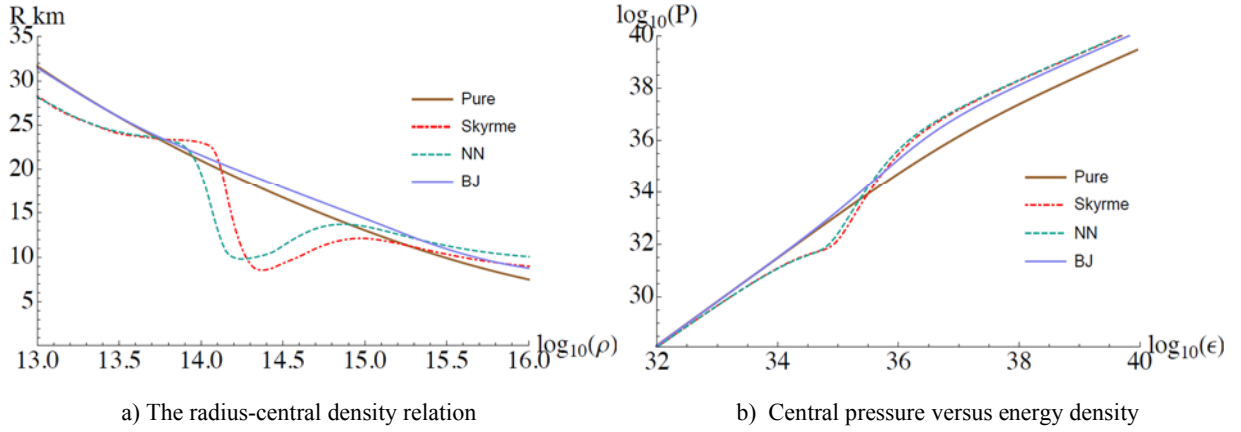 R km
35
30
25
20
15
10
5
13.0 13.5 14.0 14.5 15.0 15.5 16.0
log10(ρ)
Pure
Skyrme
NN
BJ
a) The radius-central density relation
log10(P)
40
38
36
34
32
30
32 34 36 38 40
log10(ϵ)
Pure
Skyrme
NN
BJ
b) Central pressure versus energy density